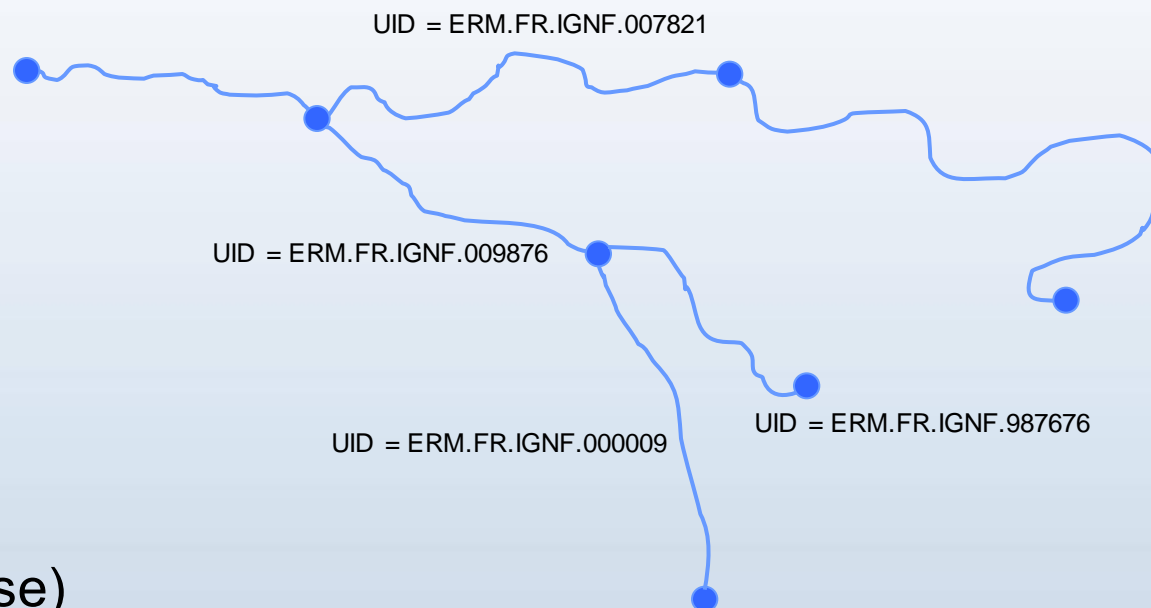 UID = ERM.FR.IGNF.007821
UID = ERM.FR.IGNF.009876
UID = ERM.FR.IGNF.987676
UID = ERM.FR.IGNF.000009